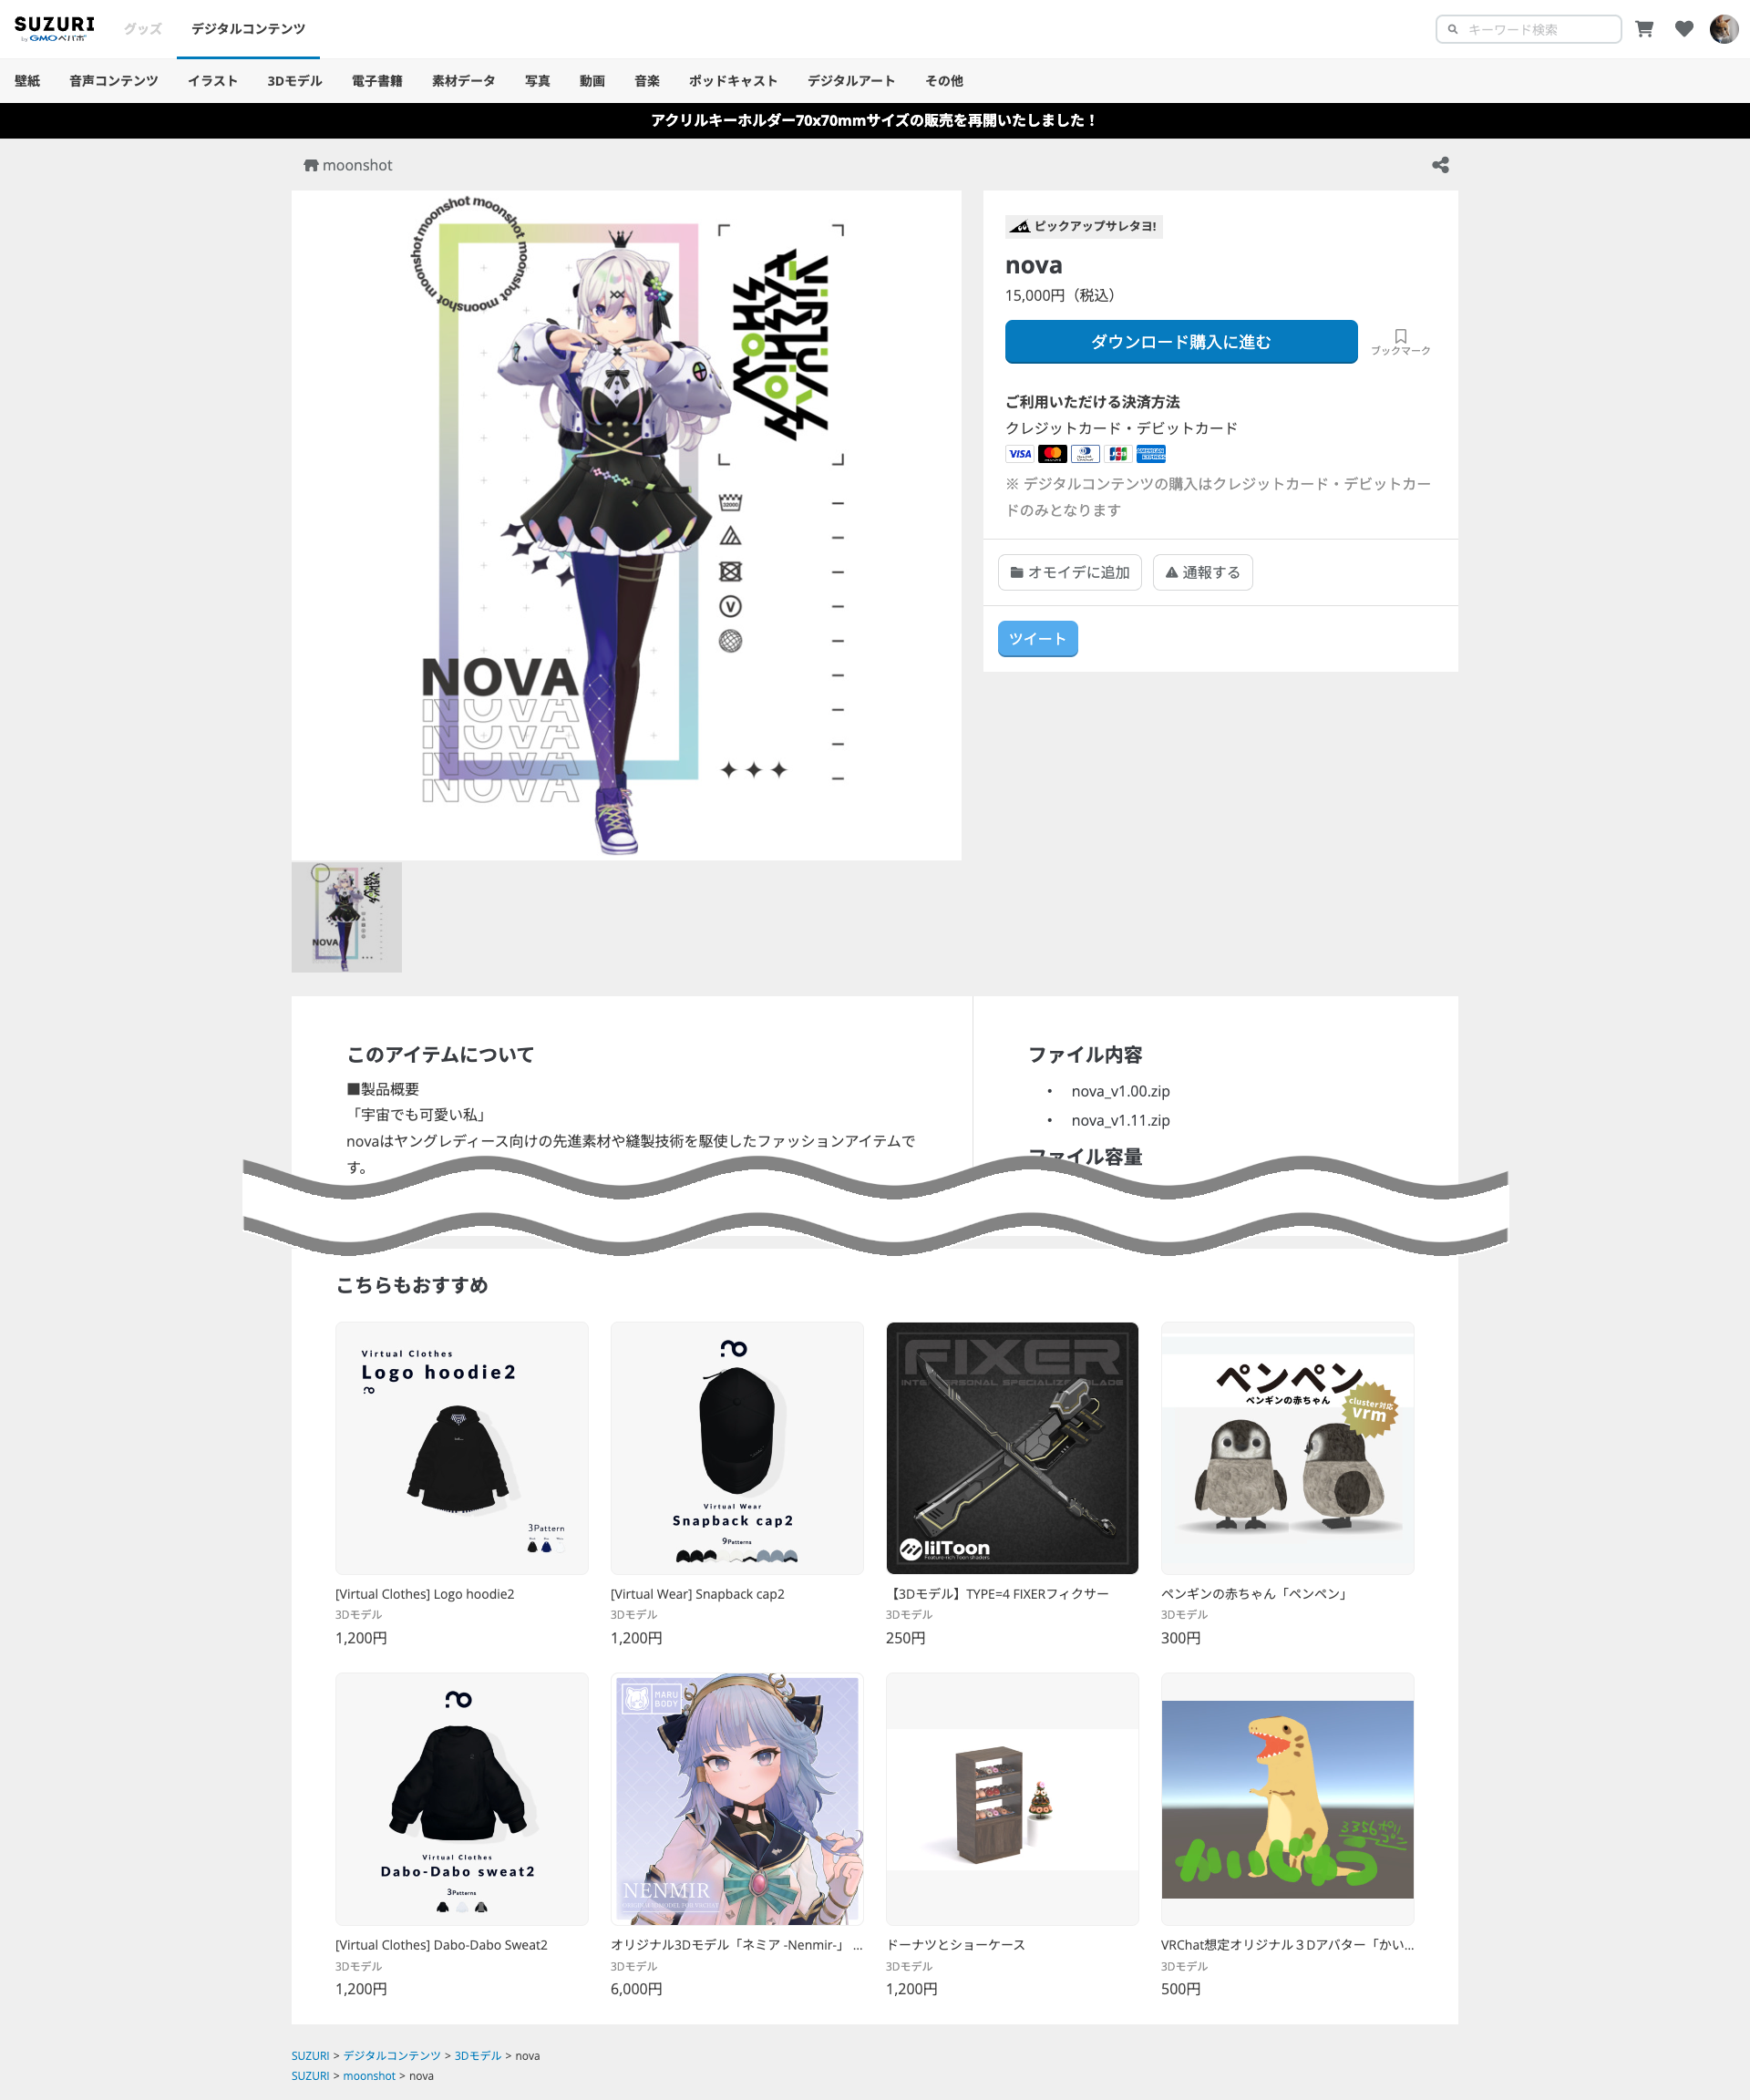 SUZURI
by GMOペパボ
グッズ
デジタルコンテンツ
キーワード検索
壁紙
音声コンテンツ
イラスト
3Dモデル
電子書籍
素材データ
写真
動画
音楽
ポッドキャスト
デジタルアート
その他
アクリルキーホルダー70x70mmサイズの販売を再開いたしました!
moonshot
moonshot moonshot moonshot moonshot
NOVA
NOVA
NOVA
NOVA
NOVA
ピックアップサレタヨ!
nova
15,000円（税込）
ダウンロード購入に進む
ブックマーク
ご利用いただける決済方法
クレジットカード・デビットカード
VISA
JCB
※ デジタルコンテンツの購入はクレジットカード・デビットカー
ドのみとなります
オモイデに追加
通報する
ツイート
NOVA
このアイテムについて
■製品概要
「宇宙でも可愛い私」
novaはヤングレディース向けの先進素材や縫製技術を駆使したファッションアイテムで
す。
ファイル内容
• nova_v1.00.zip
• nova_v1.11.zip
ファイル容量
こちらもおすすめ
Virtual Clothes
Logo hoodie2
3Pattern
[Virtual Clothes] Logo hoodie2
3Dモデル
1,200円
Virtual Wear
Snapback cap2
9Patterns
[Virtual Wear] Snapback cap2
3Dモデル
1,200円
FIXER
INTERPERSONAL SPECIALIZE BLADE
lilToon
Feature-rich Toon shaders
【3Dモデル】TYPE=4 FIXERフィクサー
3Dモデル
250円
ペンペン
ペンギンの赤ちゃん
cluster対応
vrm
ペンギンの赤ちゃん「ペンペン」
3Dモデル
300円
Virtual Clothes
Dabo-Dabo sweat2
3Patterns
[Virtual Clothes] Dabo-Dabo Sweat2
3Dモデル
1,200円
MARU
BODY
NENMIR
オリジナル3Dモデル「ネミア -Nenmir-」 ...
3Dモデル
6,000円
ドーナツとショーケース
3Dモデル
1,200円
3356ポリ
ゴン
かいじゅう
VRChat想定オリジナル３Dアバター「かい...
3Dモデル
500円
SUZURI > デジタルコンテンツ > 3Dモデル > nova
SUZURI > moonshot > nova